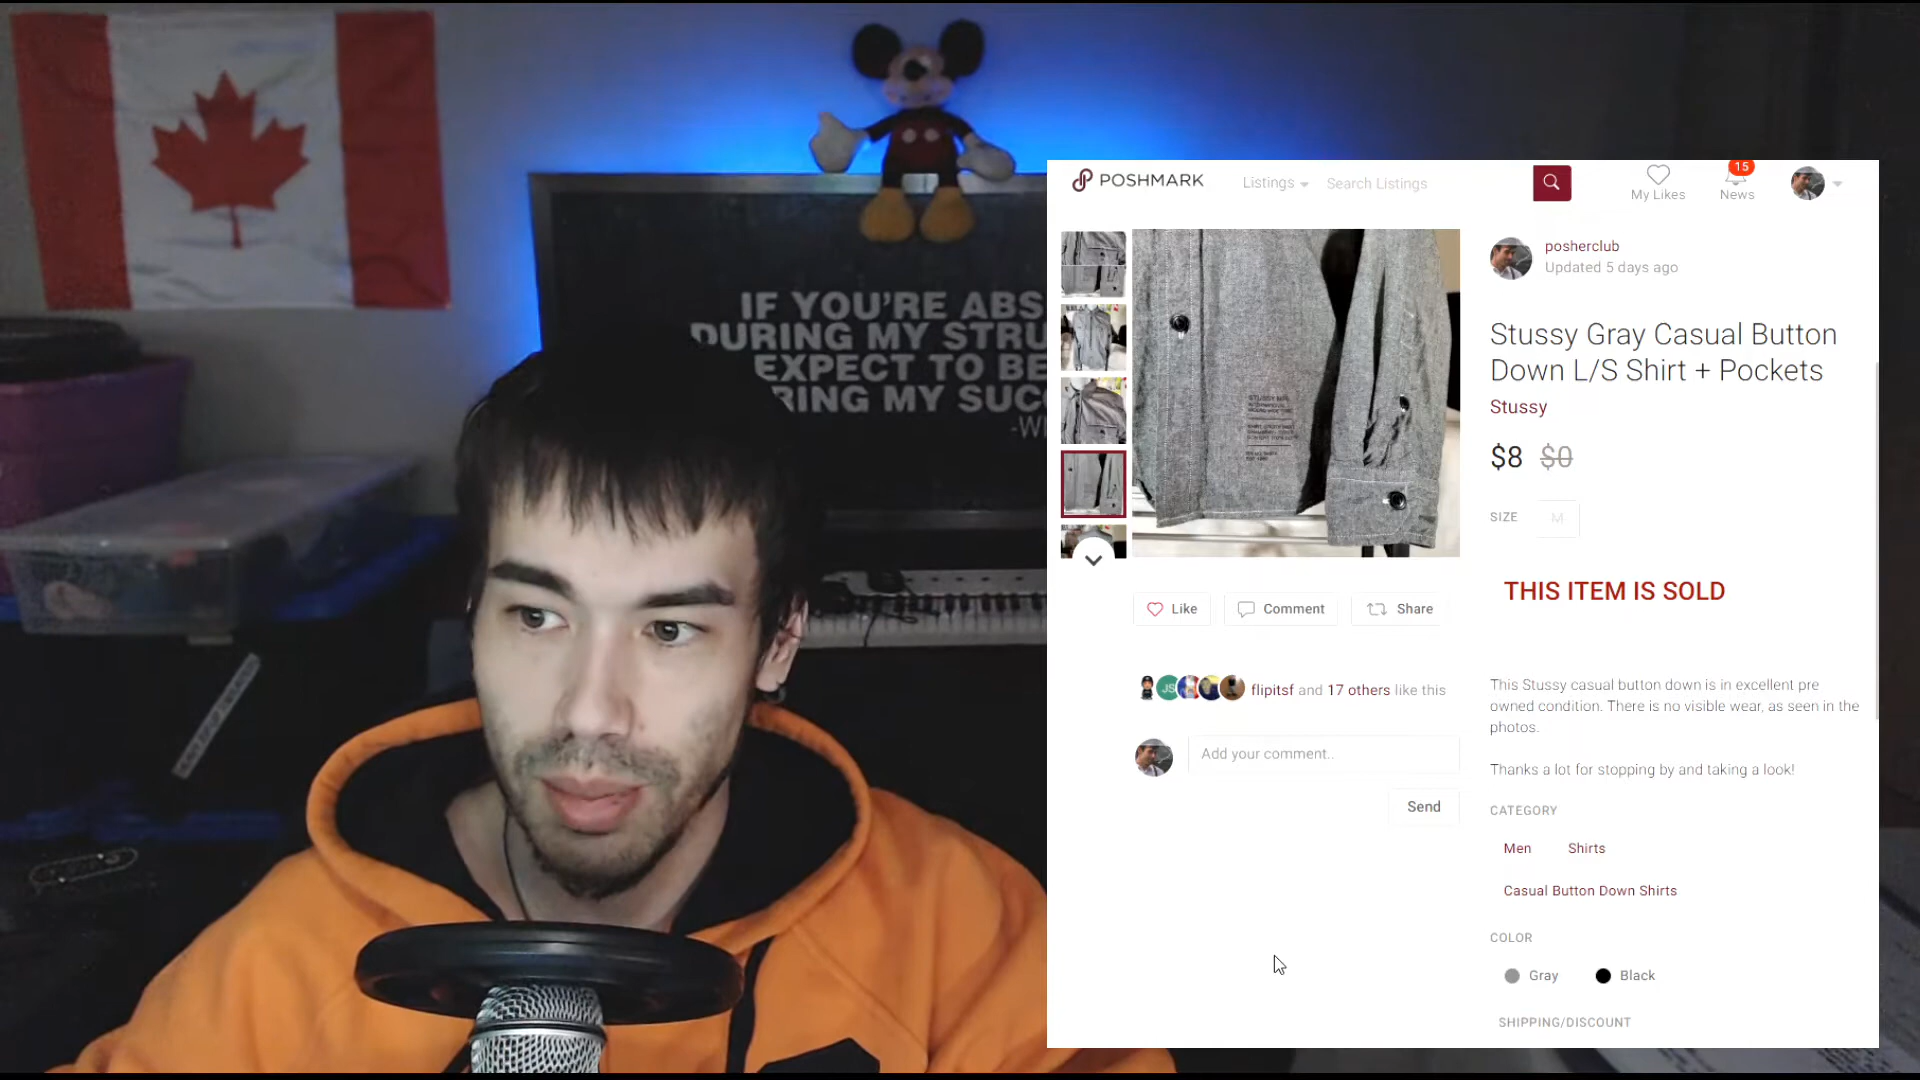 IF YOU'RE ABS
DURING MY STRU
EXPECT TO BE
RING MY SUC
-WI
POSHMARK
Listings
Search Listings
My Likes
15
News
posherclub
Updated 5 days ago
Stussy Gray Casual Button
Down L/S Shirt + Pockets
Stussy
$8 $0
SIZE
M
THIS ITEM IS SOLD
Like
Comment
Share
JS
flipitsf and 17 others like this
Add your comment..
Send
This Stussy casual button down is in excellent pre
owned condition. There is no visible wear, as seen in the
photos.
Thanks a lot for stopping by and taking a look!
CATEGORY
Men
Shirts
Casual Button Down Shirts
COLOR
Gray
Black
SHIPPING/DISCOUNT